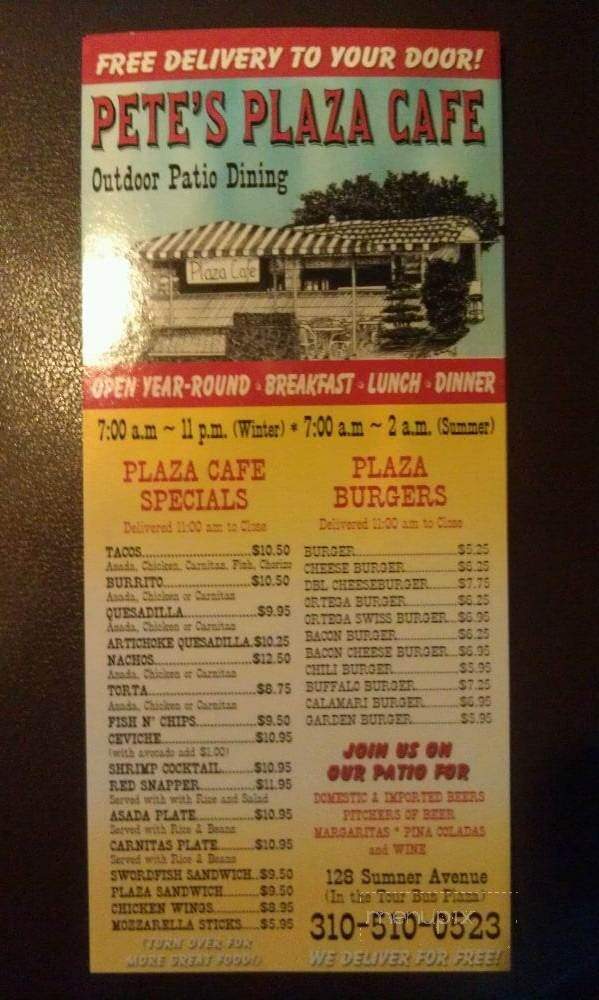 FREE DELIVERY TO YOUR DOOR!
PETE'S PLAZA CAFE
Outdoor Patio Dining
Plaza Cafe
OPEN YEAR-ROUND • BREAKFAST • LUNCH • DINNER
7:00 a.m ~ 11 p.m. (Winter) * 7:00 a.m ~ 2 a.m. (Summer)
PLAZA CAFE
SPECIALS
Delivered 11:00 am to Close
TACOS....................$10.50
Asada, Chicken, Carnitas, Fish, Chorizo
BURRITO....................$10.50
Asada, Chicken or Carnitas
QUESADILLA....................$9.95
Asada, Chicken or Carnitas
ARTICHOKE QUESADILLA.$10.25
NACHOS....................$12.50
Asada, Chicken or Carnitas
TORTA....................$8.75
Asada, Chicken or Carnitas
FISH N' CHIPS....................$9.50
CEVICHE....................$10.95
(with avocado add $1.00)
SHRIMP COCKTAIL.........$10.95
RED SNAPPER..............$11.95
Served with with Rice and Salad
ASADA PLATE..............$10.95
Served with Rice & Beans
CARNITAS PLATE..........$10.95
Served with Rice & Beans
SWORDFISH SANDWICH..$9.50
PLAZA SANDWICH..........$9.50
CHICKEN WINGS............$8.95
MOZZARELLA STICKS.....$5.95
(TURN OVER FOR
MORE GREAT FOOD!)
PLAZA
BURGERS
Delivered 11:00 am to Close
BURGER....................$5.25
CHEESE BURGER............$6.25
DBL CHEESEBURGER.......$7.75
ORTEGA BURGER............$6.25
ORTEGA SWISS BURGER...$6.95
BACON BURGER.............$6.25
BACON CHEESE BURGER...$6.95
CHILI BURGER...............$5.95
BUFFALO BURGER...........$7.25
CALAMARI BURGER.........$6.95
GARDEN BURGER...........$5.95
JOIN US ON
OUR PATIO FOR
DOMESTIC & IMPORTED BEERS
PITCHERS OF BEER
MARGARITAS * PINA COLADAS
and WINE
128 Sumner Avenue
(In the Tour Bus Plaza)
310-510-0523
menupix
WE DELIVER FOR FREE!